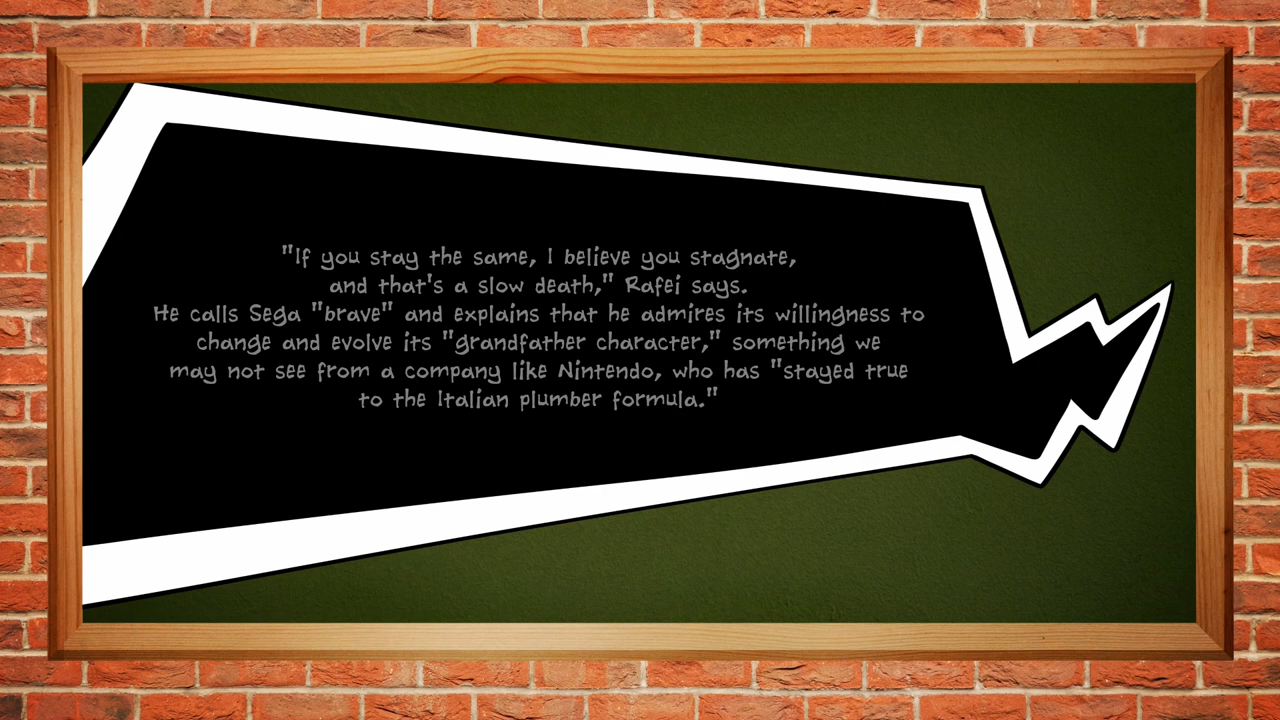 "If you stay the same, I believe you stagnate,
and that's a slow death," Rafei says.
He calls Sega "brave" and explains that he admires its willingness to
change and evolve its "grandfather character," something we
may not see from a company like Nintendo, who has "stayed true
to the Italian plumber formula."